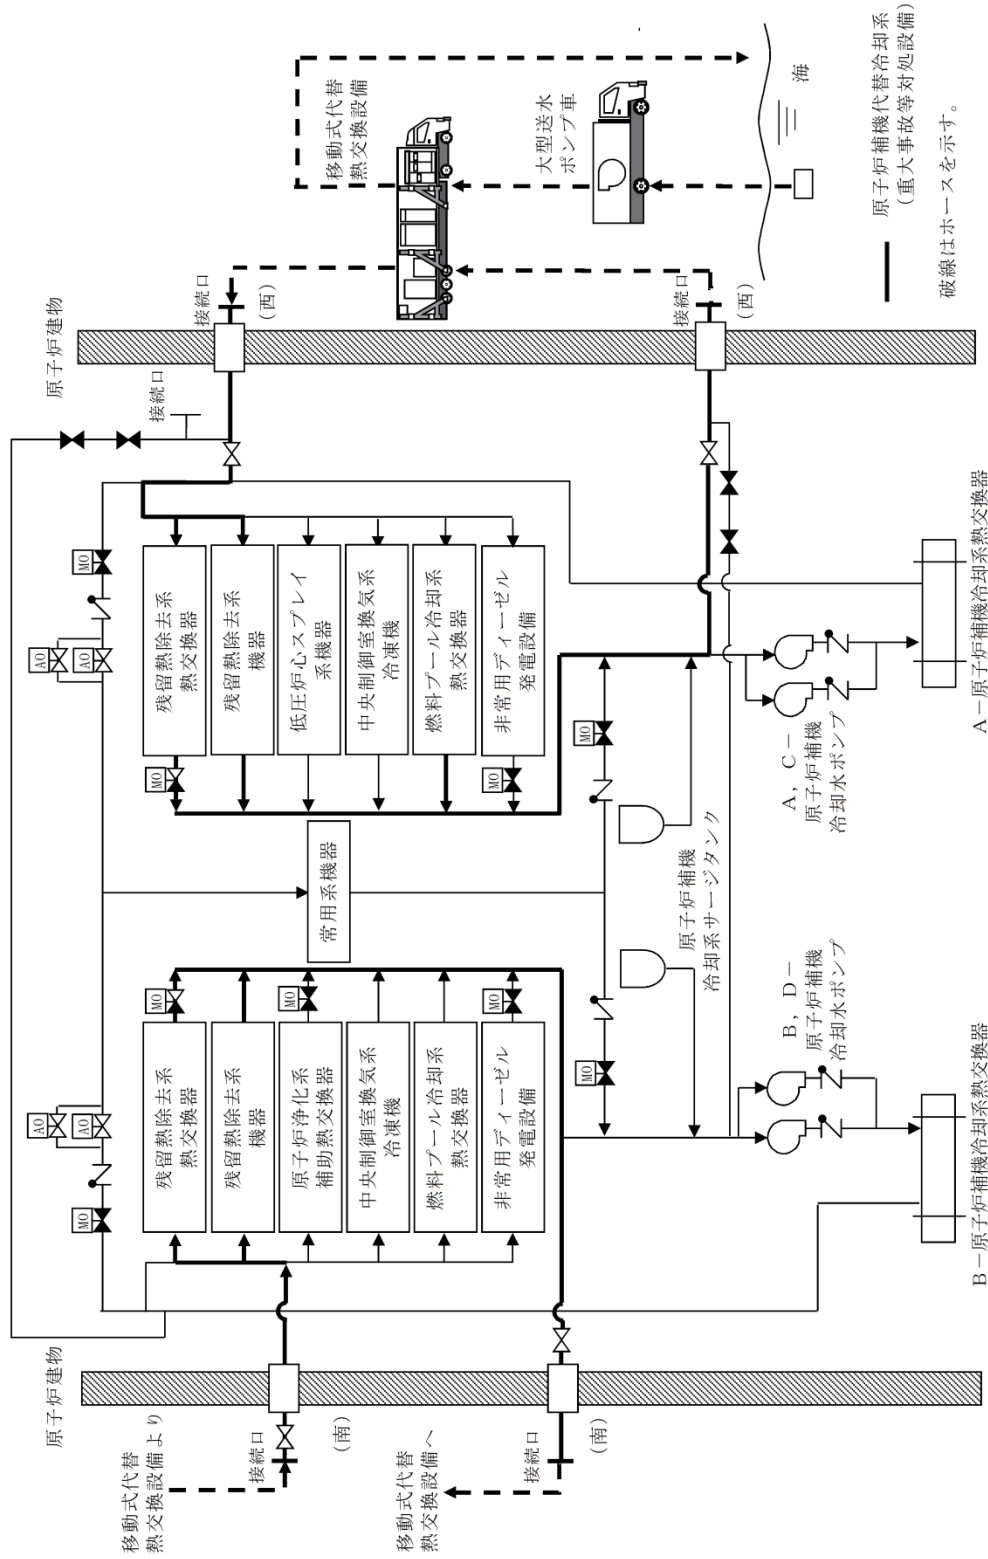 原子炉建物
原子炉建物
移動式代替
熱交換設備より
接続口
(南)
移動式代替
熱交換設備へ
接続口
(南)
MO
AO
AO
AO
AO
MO
残留熱除去系
熱交換器
MO
残留熱除去系
機器
原子炉浄化系
補助熱交換器
MO
中央制御室換気系
冷凍機
燃料プール冷却系
熱交換器
非常用ディーゼル
発電設備
MO
常用系機器
残留熱除去系
熱交換器
MO
残留熱除去系
機器
低圧炉心スプレイ
系機器
中央制御室換気系
冷凍機
燃料プール冷却系
熱交換器
非常用ディーゼル
発電設備
MO
MO
MO
原子炉補機
冷却系サージタンク
B,D－
原子炉補機
冷却水ポンプ
A,C－
原子炉補機
冷却水ポンプ
B－原子炉補機冷却系熱交換器
A－原子炉補機冷却系熱交換器
接続口
接続口
(西)
接続口
(西)
移動式代替
熱交換設備
大型送水
ポンプ車
海
原子炉補機代替冷却系
(重大事故等対処設備)
破線はホースを示す。